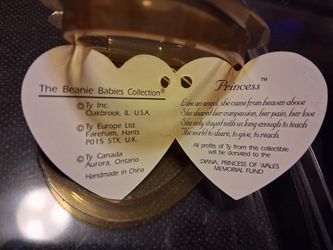 The Beanie Babies Collection®
© Ty Inc.
Oakbrook, IL. U.S.A.
© Ty Europe Ltd.
Fareham, Hants
PO15 5TX, U.K.
© Ty Canada
Aurora, Ontario
Handmade in China
Princess™
Like an angel, she came from heaven above
She shared her compassion, her pain, her love
She only stayed with us long enough to teach
The world to share, to give, to reach.
All profits of Ty from this collectible
will be donated to the
DIANA, PRINCESS OF WALES
MEMORIAL FUND